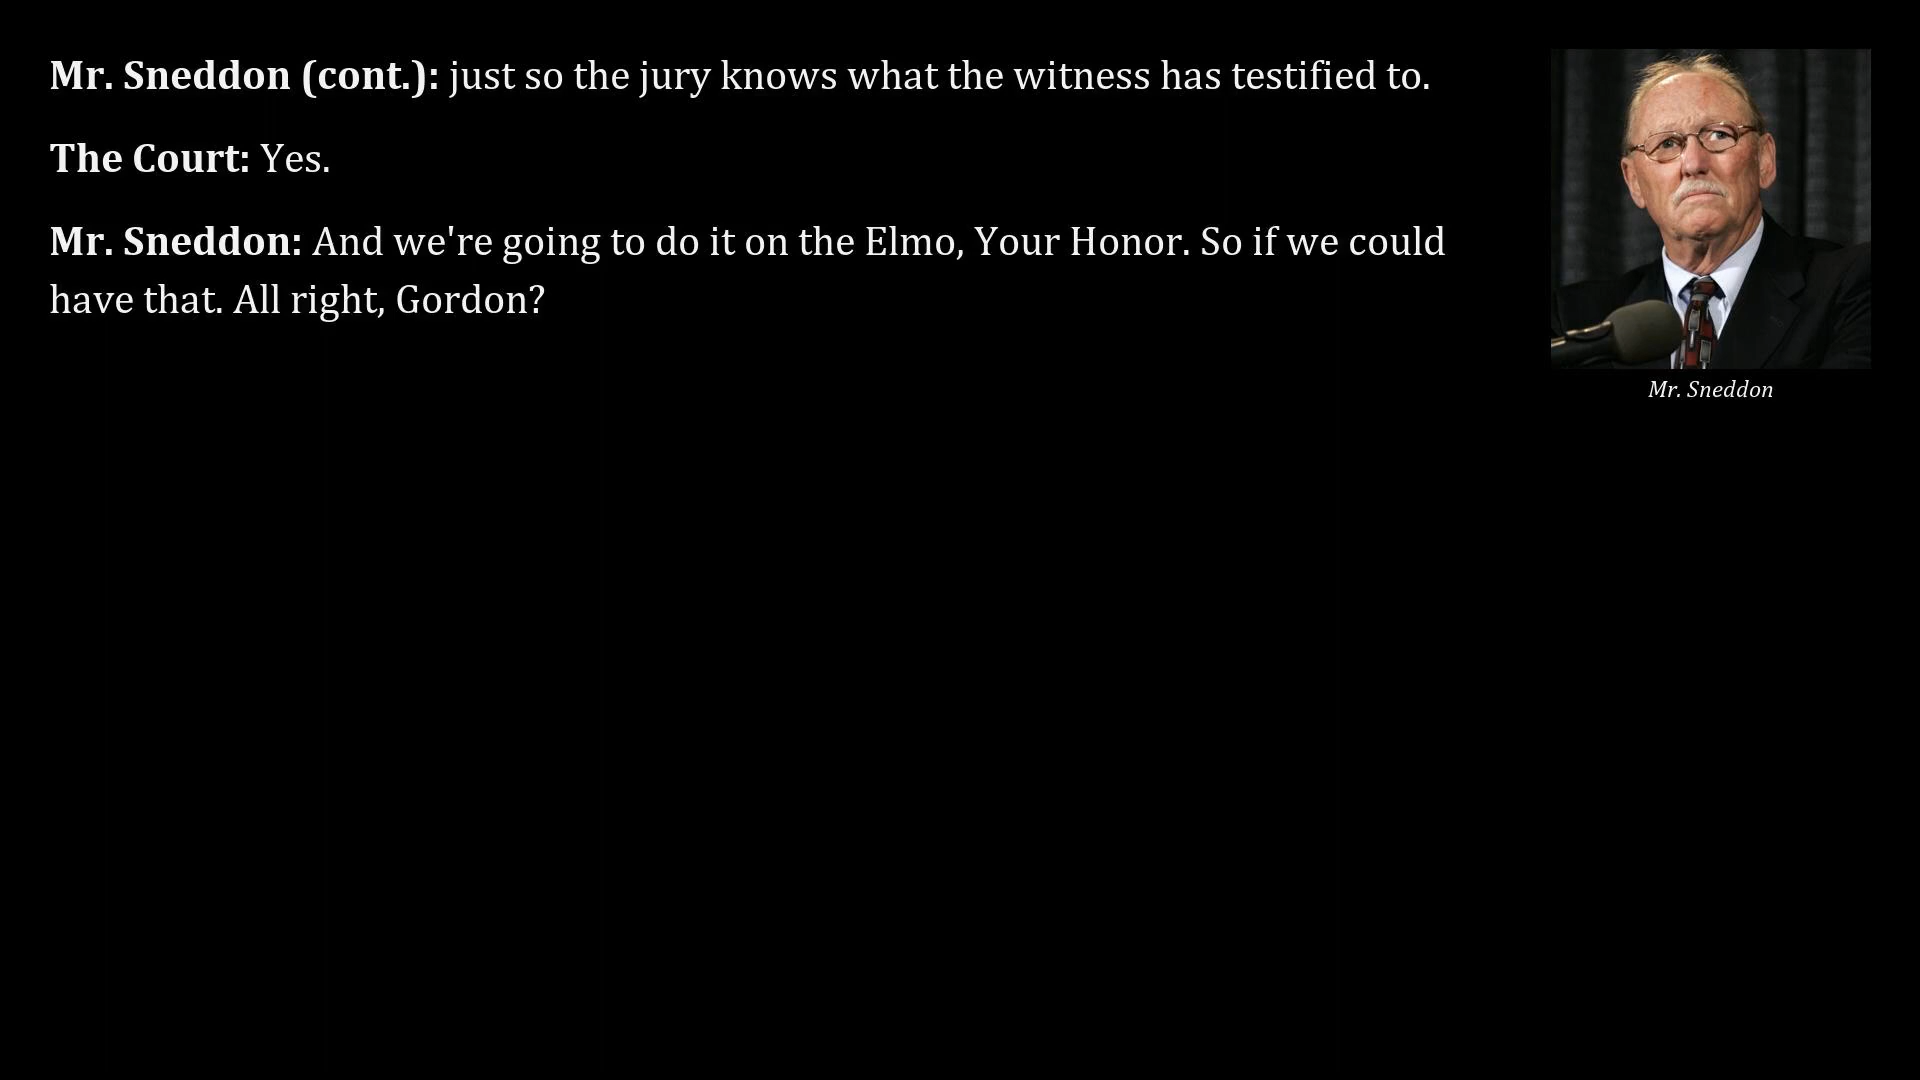 Mr. Sneddon (cont.): just so the jury knows what the witness has testified to.
The Court: Yes.
Mr. Sneddon: And we're going to do it on the Elmo, Your Honor. So if we could
have that. All right, Gordon?
Mr. Sneddon